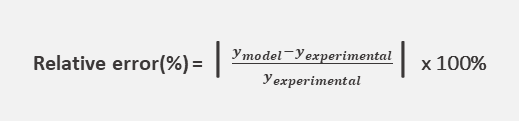 Relative error(%) = | (y_model − y_experimental) / y_experimental | x 100%